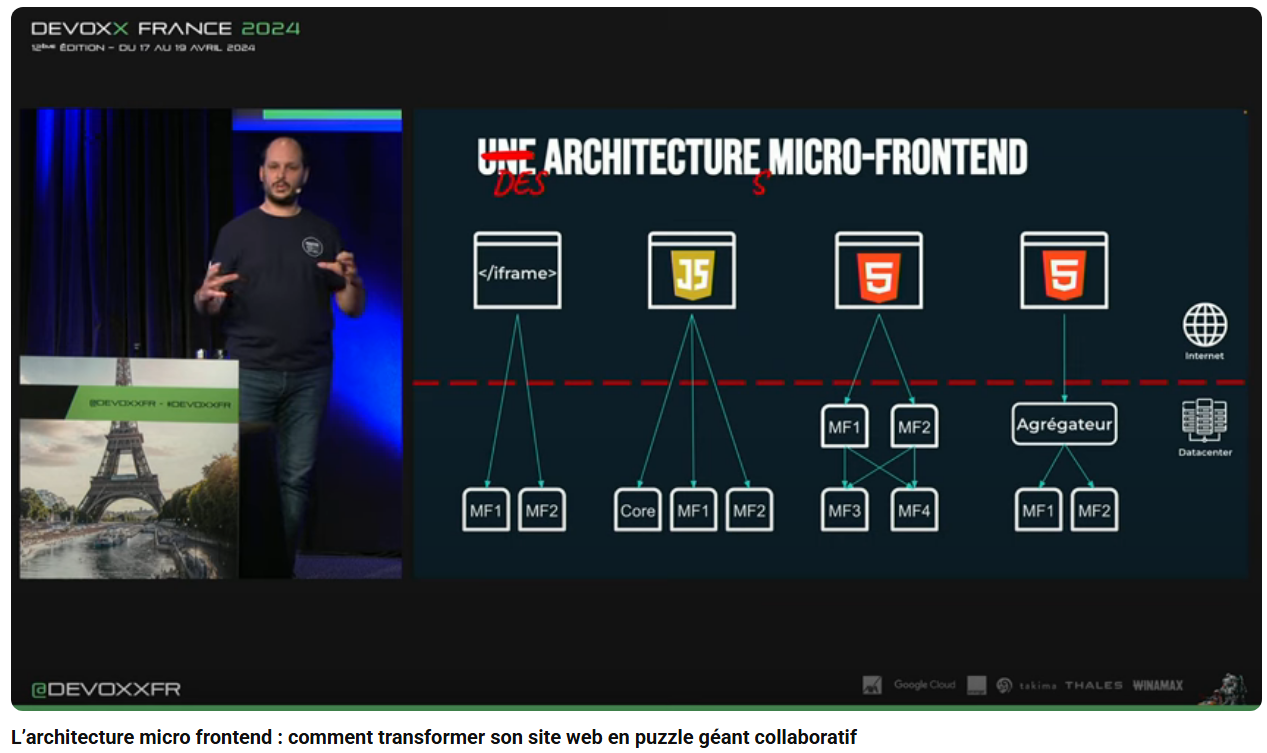 DEVOXX FRANCE 2024
12ème ÉDITION - DU 17 AU 19 AVRIL 2024
UNE ARCHITECTURE MICRO-FRONTEND
DES S
</iframe>
JS
5
5
Internet
MF1 MF2
Agrégateur
Datacenter
MF1 MF2
Core MF1 MF2
MF3 MF4
MF1 MF2
@DEVOXXFR - #DEVOXXFR
@DEVOXXFR
Google Cloud takima THALES WINAMAX
L’architecture micro frontend : comment transformer son site web en puzzle géant collaboratif